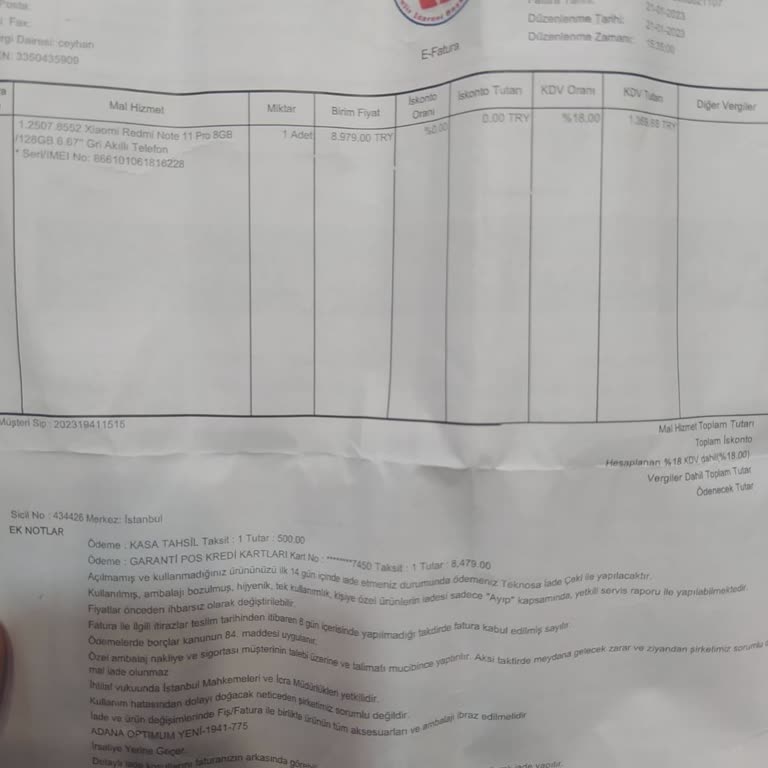 Posta:
Fax:
rgi Dairesi: ceyhan
N: 3350435909
E-Fatura
21-01-2023
Düzenlenme Tarihi: 21-01-2023
Düzenlenme Zamanı:
Mal Hizmet Miktar Birim Fiyat İskonto Oranı İskonto Tutarı KDV Oranı KDV Tutarı Diğer Vergiler
1.2507.8552 Xiaomi Redmi Note 11 Pro 8GB 1 Adet 8.979,00 TRY %0,00 0,00 TRY %18,00
/128GB 6.67" Gri Akıllı Telefon
* Seri/IMEI No: 866101061816228
Müşteri Sip : 202319411515
Mal Hizmet Toplam Tutarı
Toplam İskonto
Hesaplanan %18 KDV dahil(%18.00)
Vergiler Dahil Toplam Tutar
Ödenecek Tutar
Sicil No : 434426 Merkez: İstanbul
EK NOTLAR
Ödeme : KASA TAHSİL Taksit : 1 Tutar : 500.00
Ödeme : GARANTİ POS KREDİ KARTLARI Kart No : ********7450 Taksit : 1 Tutar : 8,479.00
Açılmamış ve kullanmadığınız ürününüzü ilk 14 gün içinde iade etmeniz durumunda ödemeniz Teknosa İade Çeki ile yapılacaktır.
Kullanılmış, ambalajı bozulmuş, hijyenik, tek kullanımlık, kişiye özel ürünlerin iadesi sadece "Ayıp" kapsamında, yetkili servis raporu ile yapılabilmektedir.
Fiyatlar önceden ihbarsız olarak değiştirilebilir.
Fatura ile ilgili itirazlar teslim tarihinden itibaren 8 gün içerisinde yapılmadığı takdirde fatura kabul edilmiş sayılır.
Ödemelerde borçlar kanunun 84. maddesi uygulanır.
Özel ambalaj nakliye ve sigortası müşterinin talebi üzerine ve talimatı mucibince yaptırılır. Aksi taktirde meydana gelecek zarar ve ziyandan şirketimiz sorumlu
mal iade olunmaz
İhtilaf vukuunda İstanbul Mahkemeleri ve İcra Müdürlükleri yetkilidir.
Kullanım hatasından dolayı doğacak neticeden şirketimiz sorumlu değildir.
İade ve ürün değişimlerinde Fiş/Fatura ile birlikte ürünün tüm aksesuarları ve ambalajı ibraz edilmelidir
ADANA OPTIMUM YENİ-1941-775
İrsaliye Yerine Geçer.
faturanızın arkasında iade yapılır.